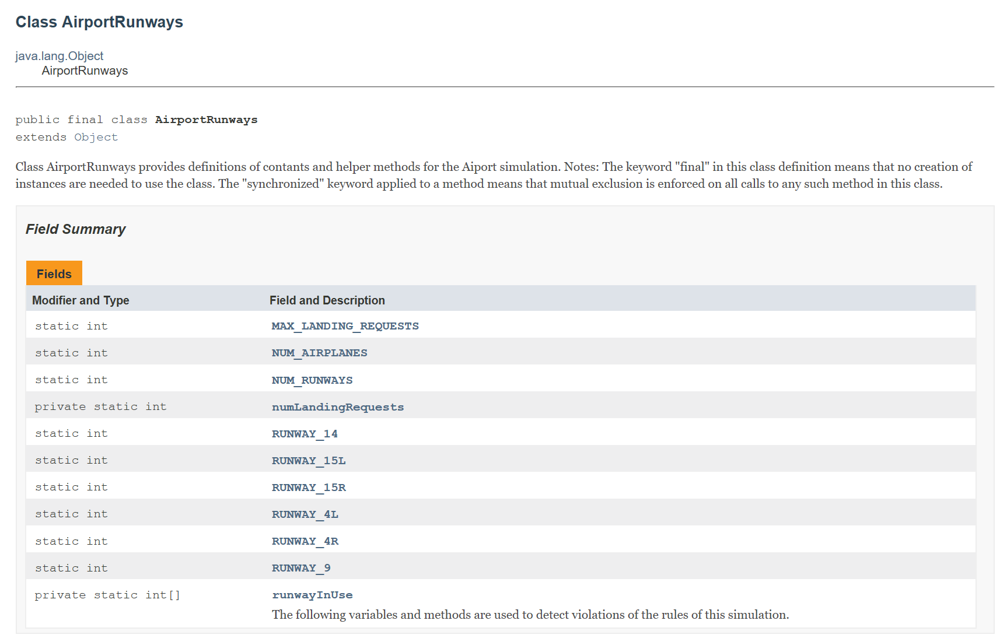 Class AirportRunways
java.lang.Object
AirportRunways
public final class AirportRunways
extends Object
Class AirportRunways provides definitions of contants and helper methods for the Aiport simulation. Notes: The keyword "final" in this class definition means that no creation of
instances are needed to use the class. The "synchronized" keyword applied to a method means that mutual exclusion is enforced on all calls to any such method in this class.
Field Summary
Fields
Modifier and Type Field and Description
static int MAX_LANDING_REQUESTS
static int NUM_AIRPLANES
static int NUM_RUNWAYS
private static int numLandingRequests
static int RUNWAY_14
static int RUNWAY_15L
static int RUNWAY_15R
static int RUNWAY_4L
static int RUNWAY_4R
static int RUNWAY_9
private static int[] runwayInUse
The following variables and methods are used to detect violations of the rules of this simulation.